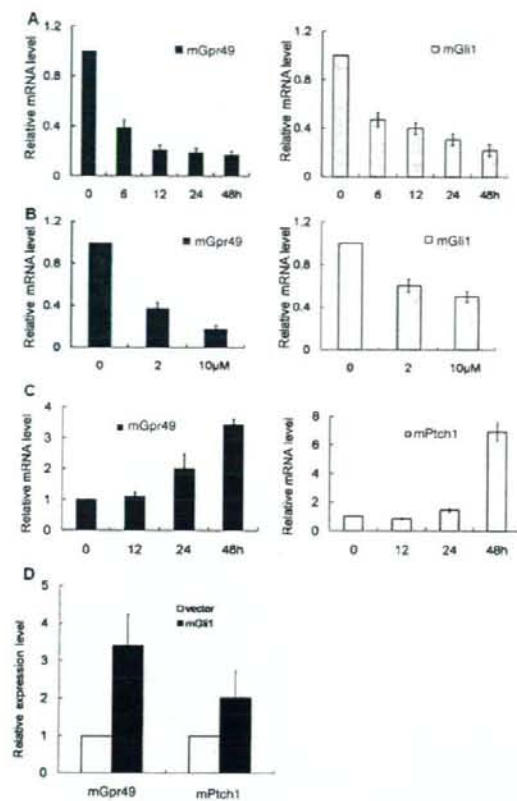 A
Relative mRNA level
1.2
0.8
0.4
0
mGpr49
0 6 12 24 48h
Relative mRNA level
1.2
0.8
0.4
0
mGli1
0 6 12 24 48h
B
Relative mRNA level
1.2
0.8
0.4
0
mGpr49
0 2 10μM
Relative mRNA level
1.2
0.8
0.4
0
mGli1
0 2 10μM
C
Relative mRNA level
4
3
2
1
0
mGpr49
0 12 24 48h
Relative mRNA level
8
6
4
2
0
mPtch1
0 12 24 48h
D
Relative expression level
5
4
3
2
1
0
vector
mGli1
mGpr49 mPtch1